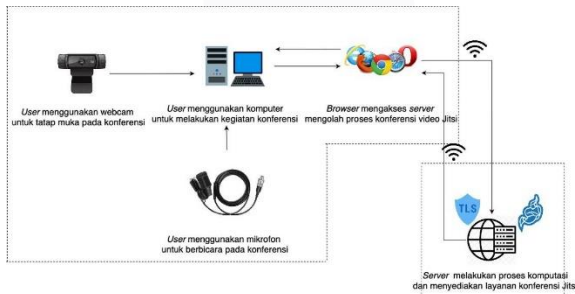 User menggunakan webcam
untuk tatap muka pada konferensi
User menggunakan komputer
untuk melakukan kegiatan konferensi
Browser mengakses server
mengolah proses konferensi video Jitsi
User menggunakan mikrofon
untuk berbicara pada konferensi
TLS
Server melakukan proses komputasi
dan menyediakan layanan konferensi Jits